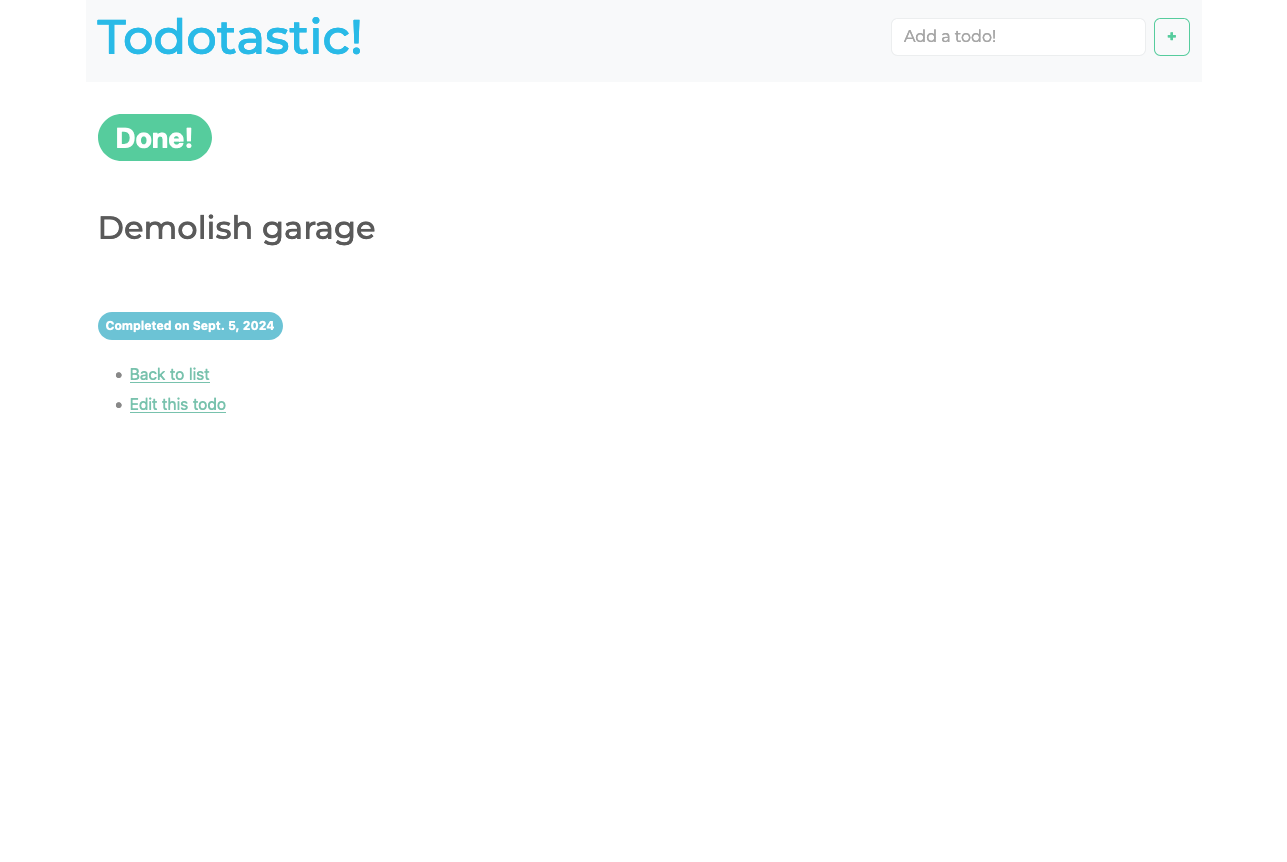 Todotastic!
Add a todo!
+
Done!
Demolish garage
Completed on Sept. 5, 2024
Back to list
Edit this todo